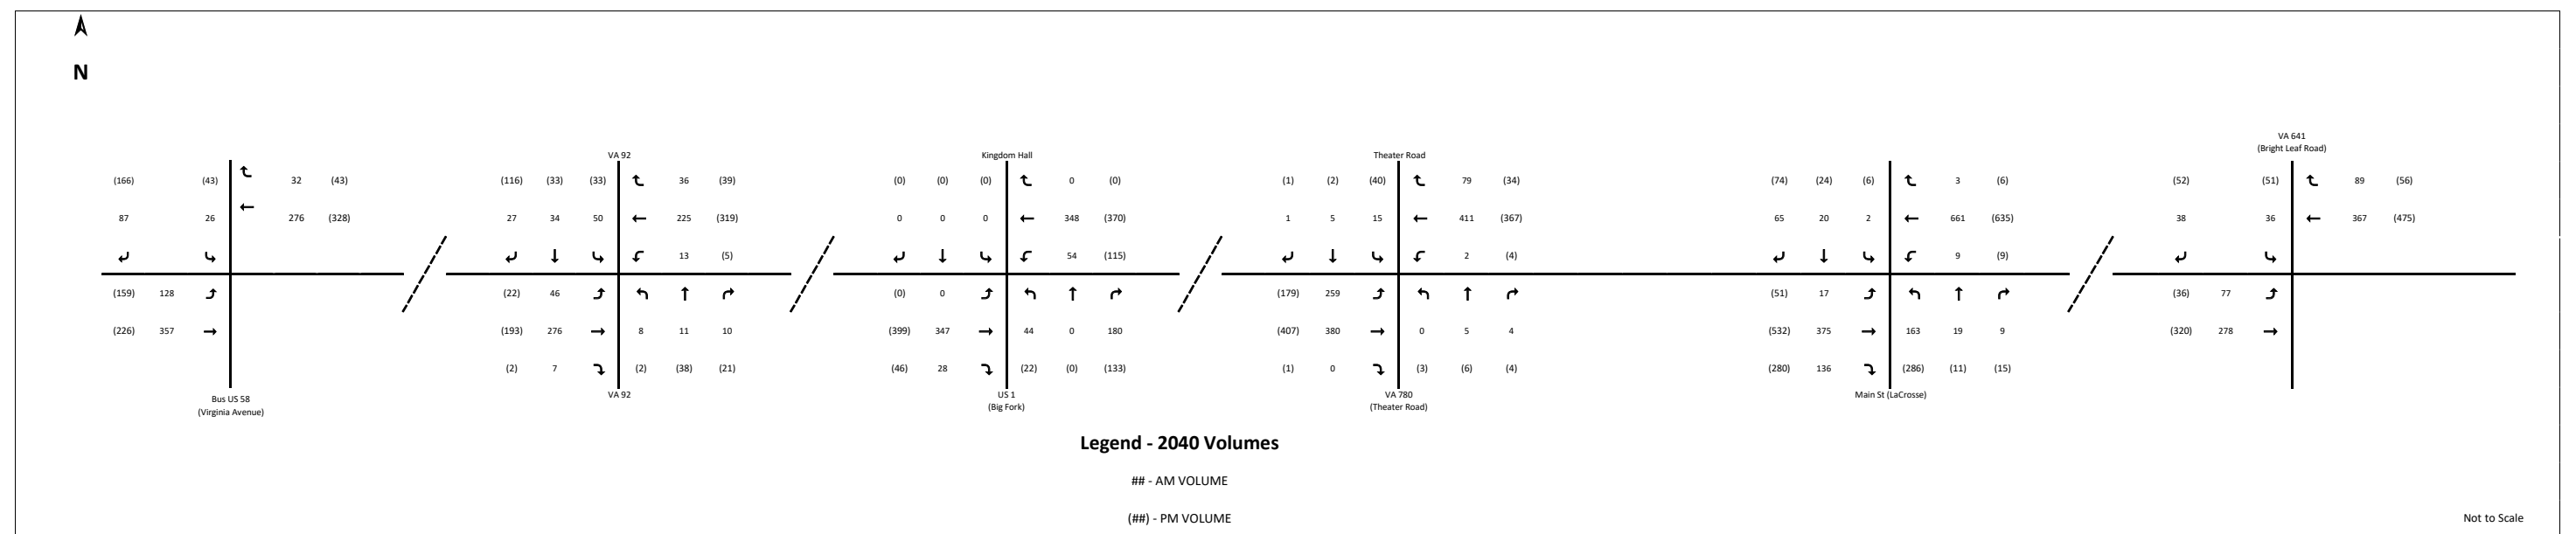 N
VA 641
VA 92 Kingdom Hall Theater Road (Bright Leaf Road)
(166) (43) 32 (43) (116) (33) (33) 36 (39) (0) (0) (0) 0 (0) (1) (2) (40) 79 (34) (74) (24) (6) 3 (6) (52) (51) 89 (56)
87 26 276 (328) 27 34 50 225 (319) 0 0 0 348 (370) 1 5 15 411 (367) 65 20 2 661 (635) 38 36 367 (475)
13 (5) 54 (115) 2 (4) 9 (9)
(159) 128 (22) 46 (0) 0 (179) 259 (51) 17 (36) 77
(226) 357 (193) 276 8 11 10 (399) 347 44 0 180 (407) 380 0 5 4 (532) 375 163 19 9 (320) 278
(2) 7 (2) (38) (21) (46) 28 (22) (0) (133) (1) 0 (3) (6) (4) (280) 136 (286) (11) (15)
Bus US 58 VA 92 US 1 VA 780 Main St (LaCrosse)
(Virginia Avenue) (Big Fork) (Theater Road)
Legend - 2040 Volumes
## - AM VOLUME
(##) - PM VOLUME Not to Scale